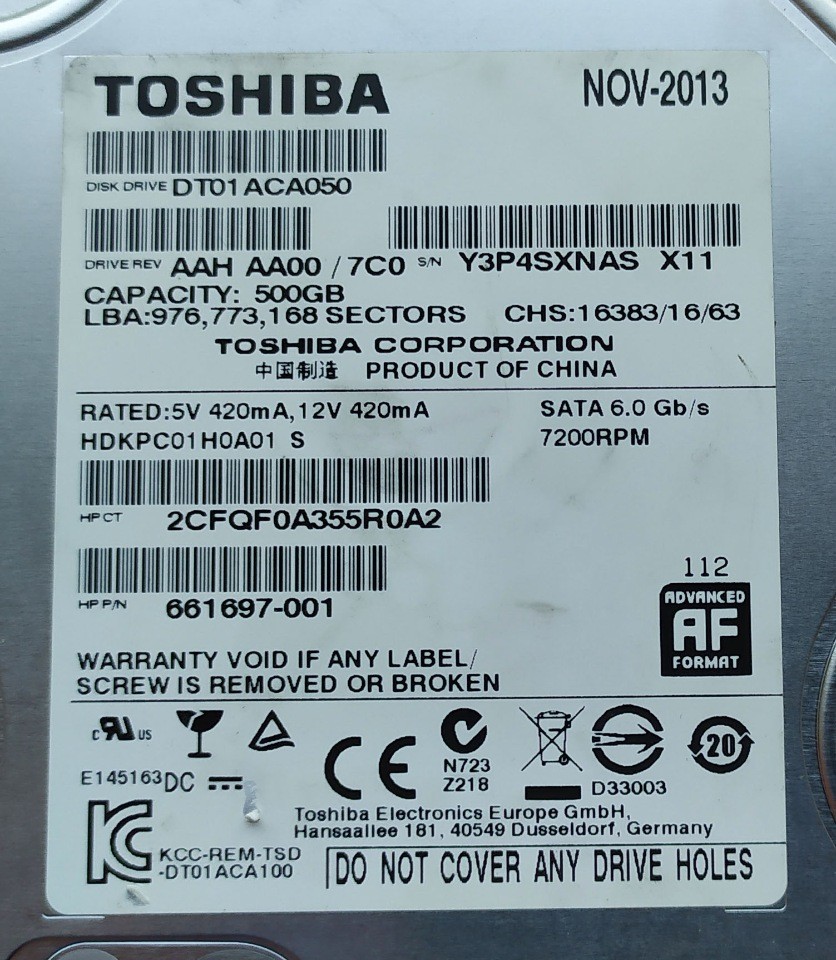 TOSHIBA NOV-2013
DISK DRIVE DT01ACA050
DRIVE REV AAH AA00 / 7C0 S/N Y3P4SXNAS X11
CAPACITY: 500GB
LBA:976,773,168 SECTORS CHS:16383/16/63
TOSHIBA CORPORATION
中国制造 PRODUCT OF CHINA
RATED:5V 420mA,12V 420mA SATA 6.0 Gb/s
HDKPC01H0A01 S 7200RPM
HP CT 2CFQF0A355R0A2
HP P/N 661697-001
112
ADVANCED
AF
FORMAT
WARRANTY VOID IF ANY LABEL/
SCREW IS REMOVED OR BROKEN
c RU US
CE
N723
Z218
20
E145163 DC
D33003
Toshiba Electronics Europe GmbH,
Hansaallee 181, 40549 Dusseldorf, Germany
KC
KCC-REM-TSD
-DT01ACA100
DO NOT COVER ANY DRIVE HOLES